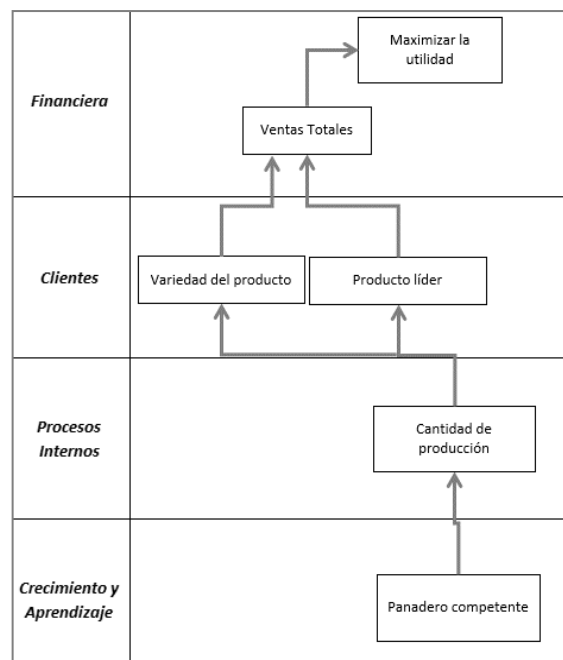 Maximizar la
utilidad
Financiera
Ventas Totales
Clientes
Variedad del producto
Producto líder
Procesos
Internos
Cantidad de
producción
Crecimiento y
Aprendizaje
Panadero competente